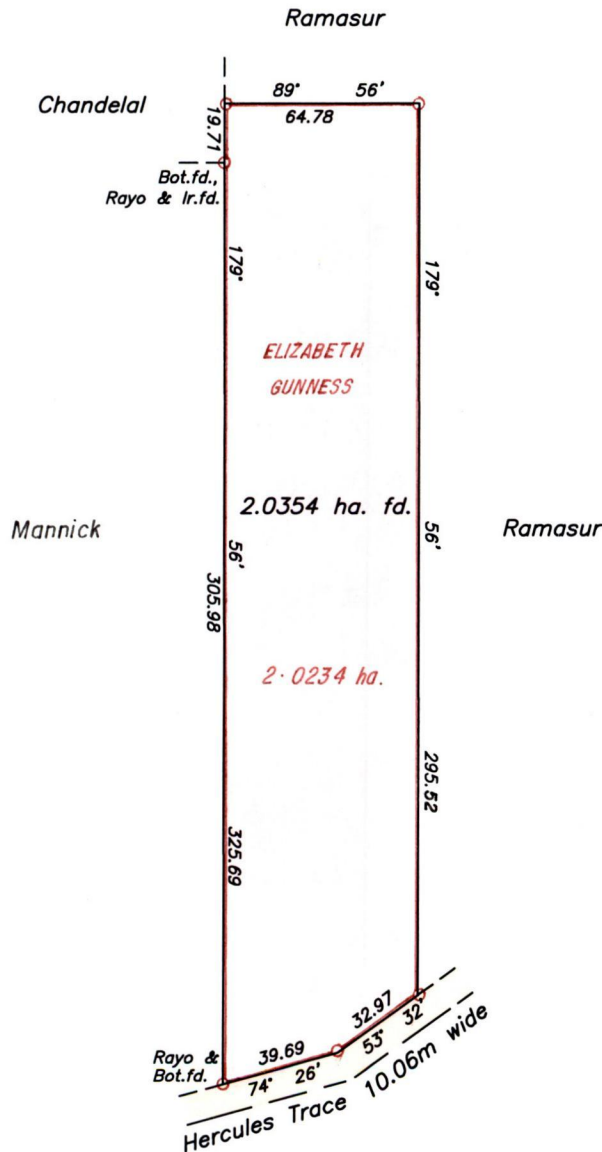 Ramasur
Chandelal
89° 56'
64.78
19.71
Bot.fd.,
Rayo & Ir.fd.
179°
179°
ELIZABETH
GUNNESS
2.0354 ha. fd.
Mannick
56'
56'
Ramasur
305.98
2.0234 ha.
295.52
325.69
32.97
53° 32'
39.69
74° 26'
Rayo &
Bot.fd.
Hercules Trace 10.06m wide